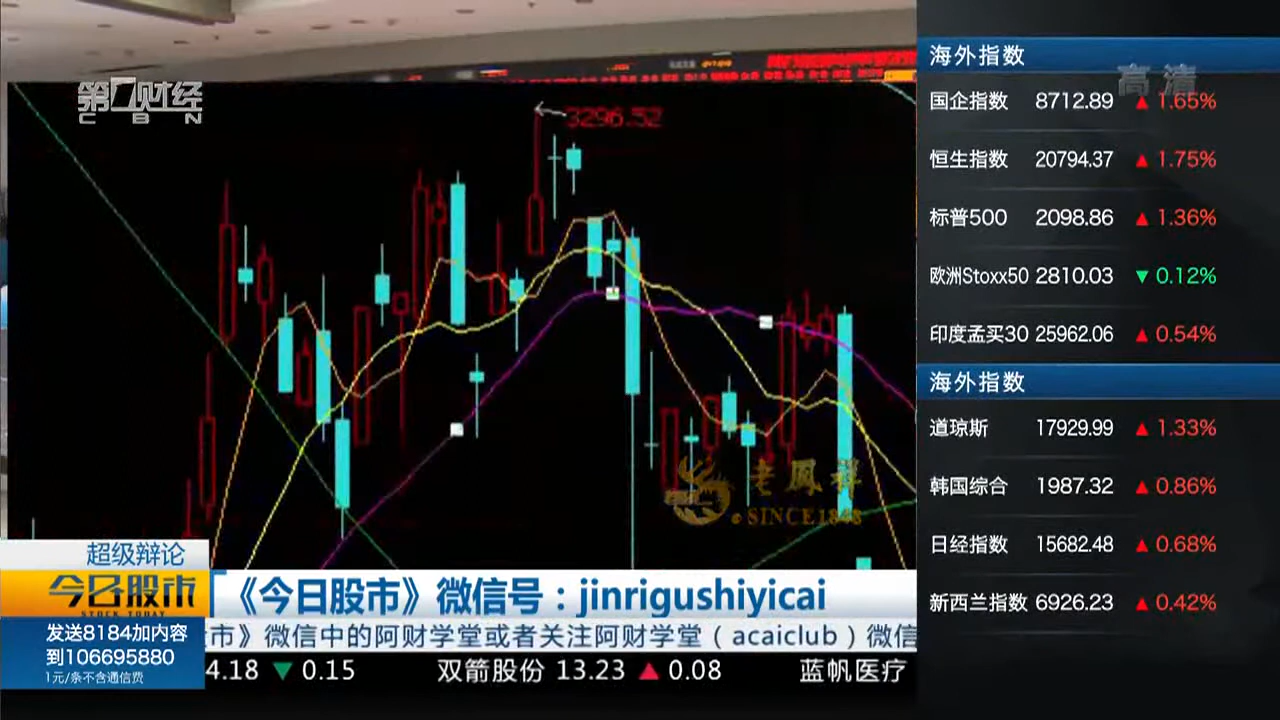 第一财经
CBN
3296.52
老鳳祥
SINCE1848
超级辩论
今日股市
STOCK TODAY
发送8184加内容
到106695880
1元/条不含通信费
《今日股市》微信号：jinrigushiyicai
股市》微信中的阿财学堂或者关注阿财学堂（acaiclub）微信
4.18 ▼ 0.15 双箭股份 13.23 ▲ 0.08 蓝帆医疗
高清
海外指数
国企指数 8712.89 ▲ 1.65%
恒生指数 20794.37 ▲ 1.75%
标普500 2098.86 ▲ 1.36%
欧洲Stoxx50 2810.03 ▼ 0.12%
印度孟买30 25962.06 ▲ 0.54%
海外指数
道琼斯 17929.99 ▲ 1.33%
韩国综合 1987.32 ▲ 0.86%
日经指数 15682.48 ▲ 0.68%
新西兰指数 6926.23 ▲ 0.42%